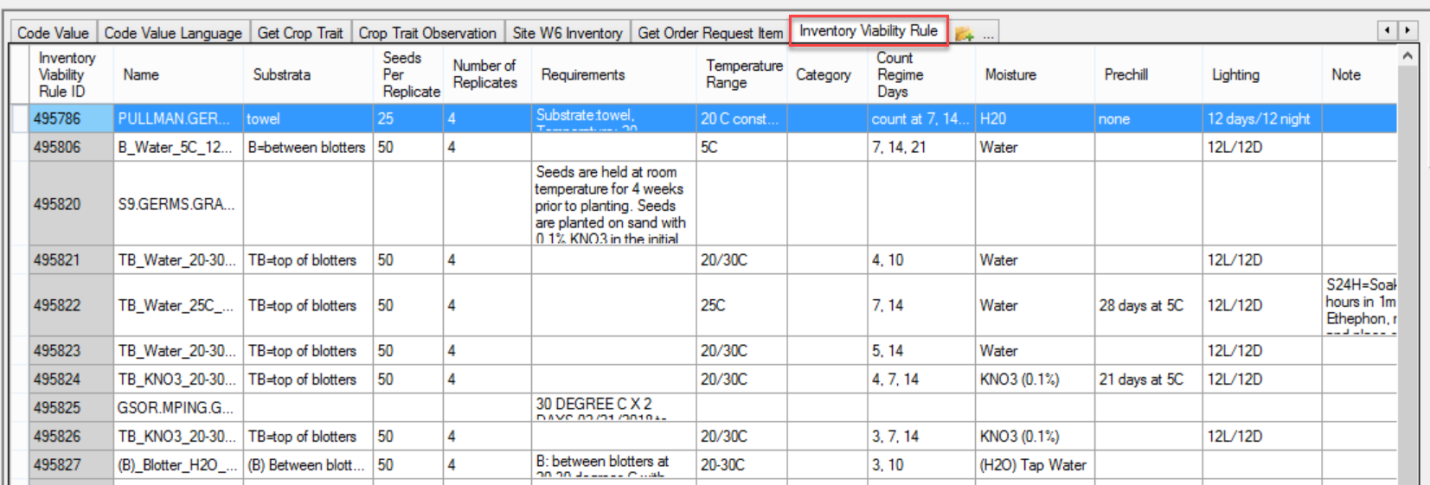 Code Value Code Value Language Get Crop Trait Crop Trait Observation Site W6 Inventory Get Order Request Item Inventory Viability Rule ...
Inventory Viability Rule ID Name Substrata Seeds Per Replicate Number of Replicates Requirements Temperature Range Category Count Regime Days Moisture Prechill Lighting Note
495786 PULLMAN.GER... towel 25 4 Substrate:towel, 20 C const... count at 7, 14... H20 none 12 days/12 night
495806 B_Water_5C_12... B=between blotters 50 4 5C 7, 14, 21 Water 12L/12D
495820 S9.GERMS.GRA... Seeds are held at room
temperature for 4 weeks
prior to planting. Seeds
are planted on sand with
0.1% KNO3 in the initial
495821 TB_Water_20-30... TB=top of blotters 50 4 20/30C 4, 10 Water 12L/12D
495822 TB_Water_25C_... TB=top of blotters 50 4 25C 7, 14 Water 28 days at 5C 12L/12D S24H=Soak
hours in 1m
Ethephon, r
495823 TB_Water_20-30... TB=top of blotters 50 4 20/30C 5, 14 Water 12L/12D
495824 TB_KNO3_20-30... TB=top of blotters 50 4 20/30C 4, 7, 14 KNO3 (0.1%) 21 days at 5C 12L/12D
495825 GSOR.MPING.G... 30 DEGREE C X 2
495826 TB_KNO3_20-30... TB=top of blotters 50 4 20/30C 3, 7, 14 KNO3 (0.1%) 12L/12D
495827 (B)_Blotter_H2O_... (B) Between blott... 50 4 B: between blotters at 20-30C 3, 10 (H2O) Tap Water